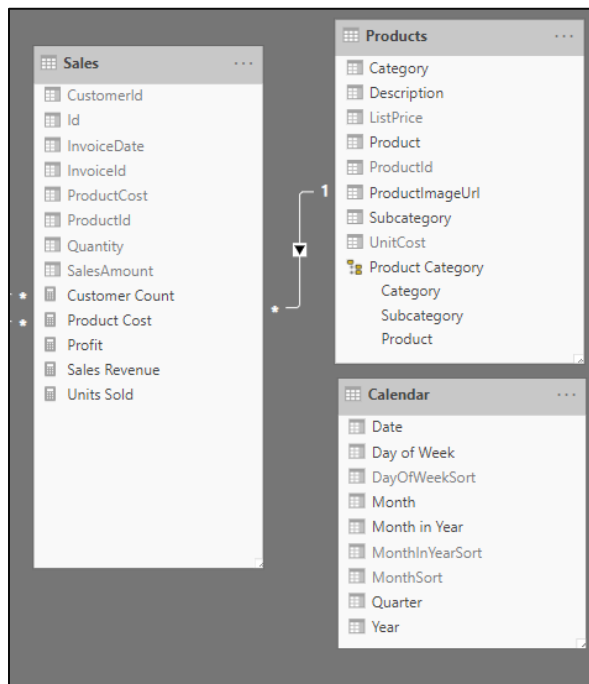 Sales
CustomerId
Id
InvoiceDate
InvoiceId
ProductCost
ProductId
Quantity
SalesAmount
* Customer Count
* Product Cost
Profit
Sales Revenue
Units Sold
1
*
Products
Category
Description
ListPrice
Product
ProductId
ProductImageUrl
Subcategory
UnitCost
Product Category
Category
Subcategory
Product
Calendar
Date
Day of Week
DayOfWeekSort
Month
Month in Year
MonthInYearSort
MonthSort
Quarter
Year